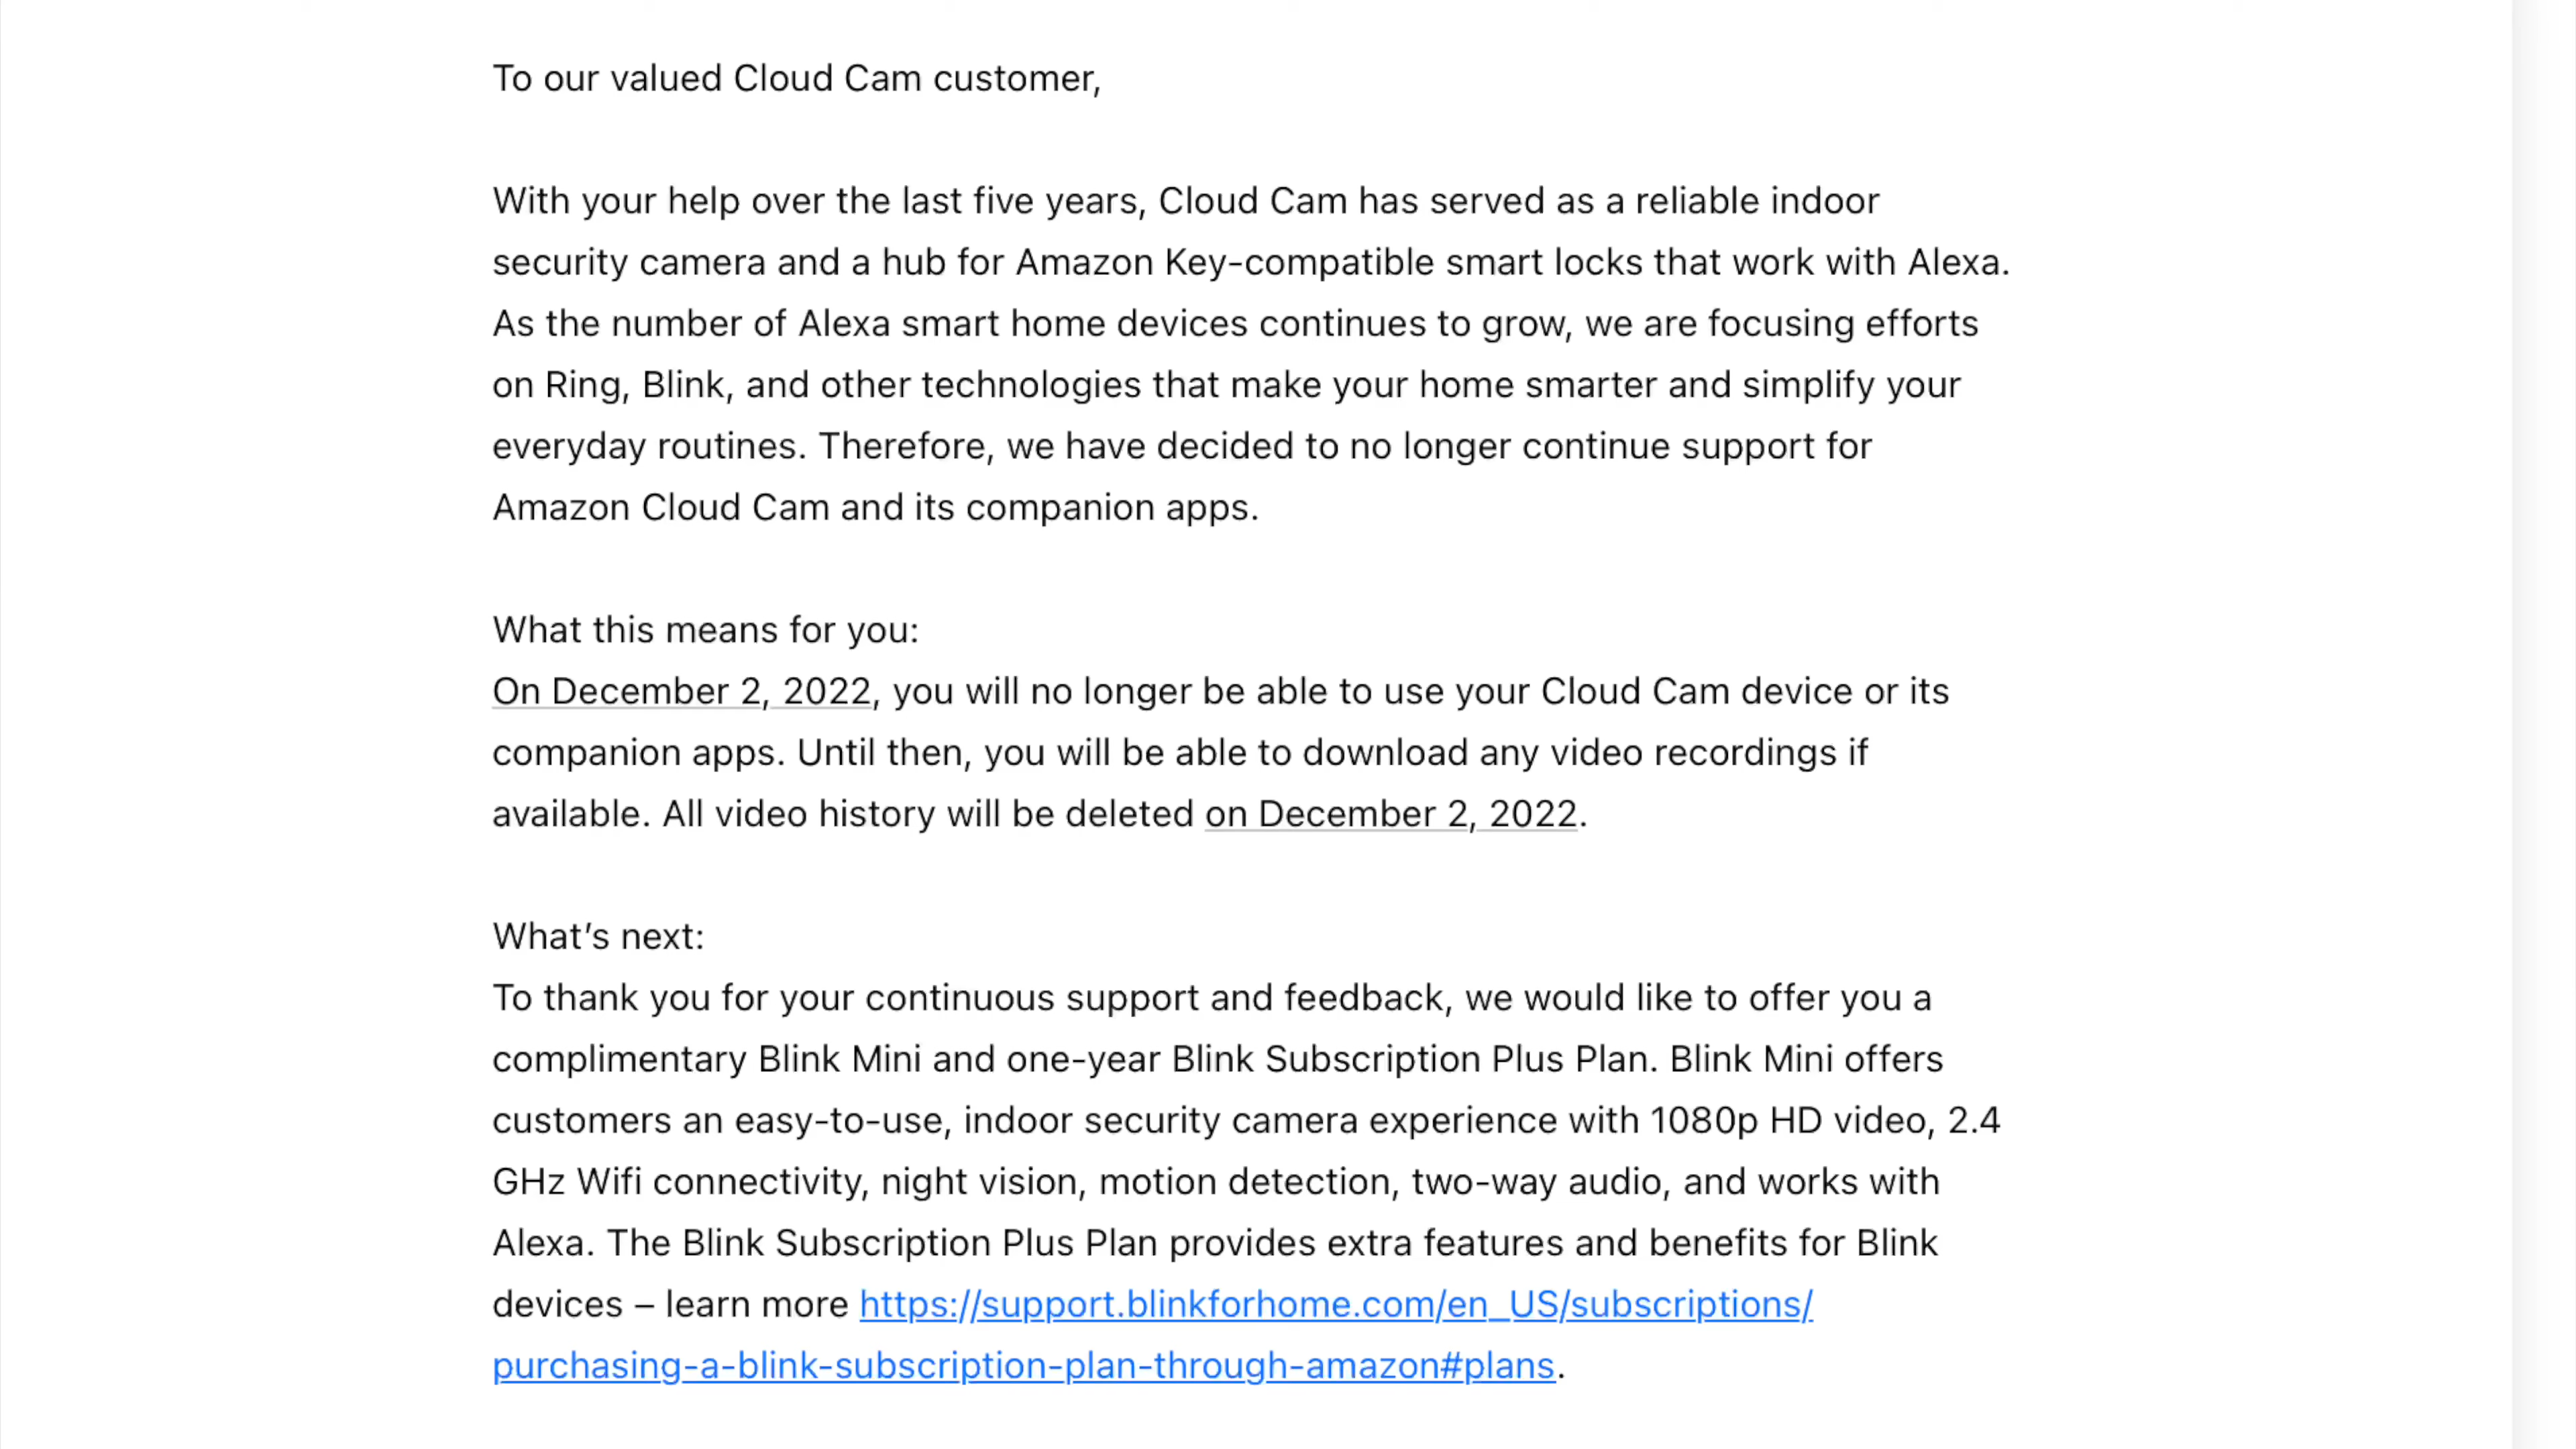 To our valued Cloud Cam customer,
With your help over the last five years, Cloud Cam has served as a reliable indoor
security camera and a hub for Amazon Key-compatible smart locks that work with Alexa.
As the number of Alexa smart home devices continues to grow, we are focusing efforts
on Ring, Blink, and other technologies that make your home smarter and simplify your
everyday routines. Therefore, we have decided to no longer continue support for
Amazon Cloud Cam and its companion apps.
What this means for you:
On December 2, 2022, you will no longer be able to use your Cloud Cam device or its
companion apps. Until then, you will be able to download any video recordings if
available. All video history will be deleted on December 2, 2022.
What’s next:
To thank you for your continuous support and feedback, we would like to offer you a
complimentary Blink Mini and one-year Blink Subscription Plus Plan. Blink Mini offers
customers an easy-to-use, indoor security camera experience with 1080p HD video, 2.4
GHz Wifi connectivity, night vision, motion detection, two-way audio, and works with
Alexa. The Blink Subscription Plus Plan provides extra features and benefits for Blink
devices – learn more https://support.blinkforhome.com/en_US/subscriptions/
purchasing-a-blink-subscription-plan-through-amazon#plans.